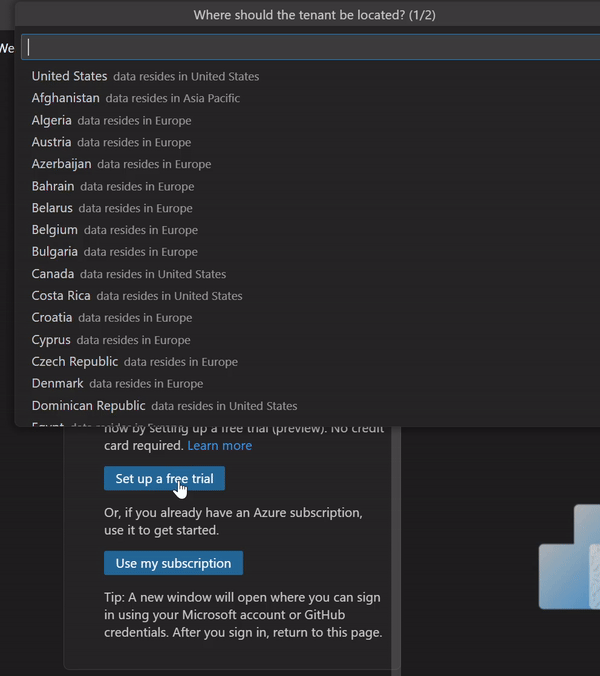 Where should the tenant be located? (1/2)
We
United States data resides in United States
Afghanistan data resides in Asia Pacific
Algeria data resides in Europe
Austria data resides in Europe
Azerbaijan data resides in Europe
Bahrain data resides in Europe
Belarus data resides in Europe
Belgium data resides in Europe
Bulgaria data resides in Europe
Canada data resides in United States
Costa Rica data resides in United States
Croatia data resides in Europe
Cyprus data resides in Europe
Czech Republic data resides in Europe
Denmark data resides in Europe
Dominican Republic data resides in United States
now by setting up a free trial (preview). No credit
card required. Learn more
Set up a free trial
Or, if you already have an Azure subscription,
use it to get started.
Use my subscription
Tip: A new window will open where you can sign
in using your Microsoft account or GitHub
credentials. After you sign in, return to this page.